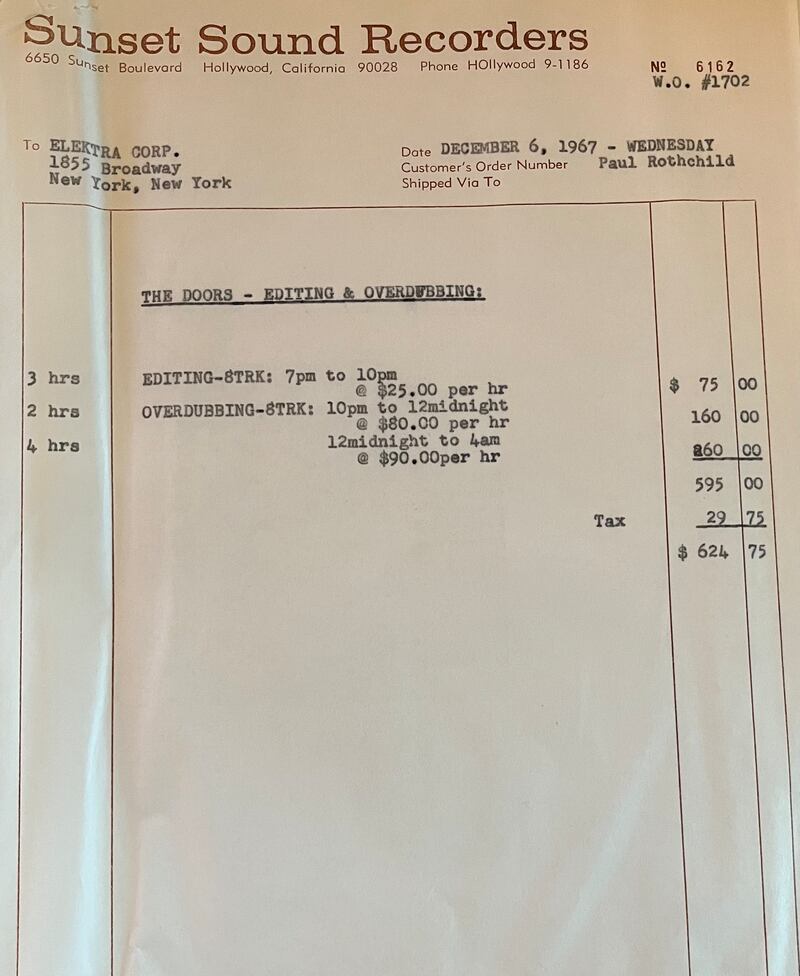 Sunset Sound Recorders
6650 Sunset Boulevard Hollywood, California 90028 Phone HOllywood 9-1186
Nº 6162
W.O. #1702
To ELEKTRA CORP.
1855 Broadway
New York, New York
Date DECEMBER 6, 1967 - WEDNESDAY
Customer's Order Number Paul Rothchild
Shipped Via To
THE DOORS - EDITING & OVERDUBBING:
3 hrs EDITING-8TRK: 7pm to 10pm
@ $25.00 per hr $ 75 00
2 hrs OVERDUBBING-8TRK: 10pm to 12midnight
@ $80.00 per hr 160 00
4 hrs 12midnight to 4am
@ $90.00per hr 360 00
595 00
Tax 29 75
$ 624 75